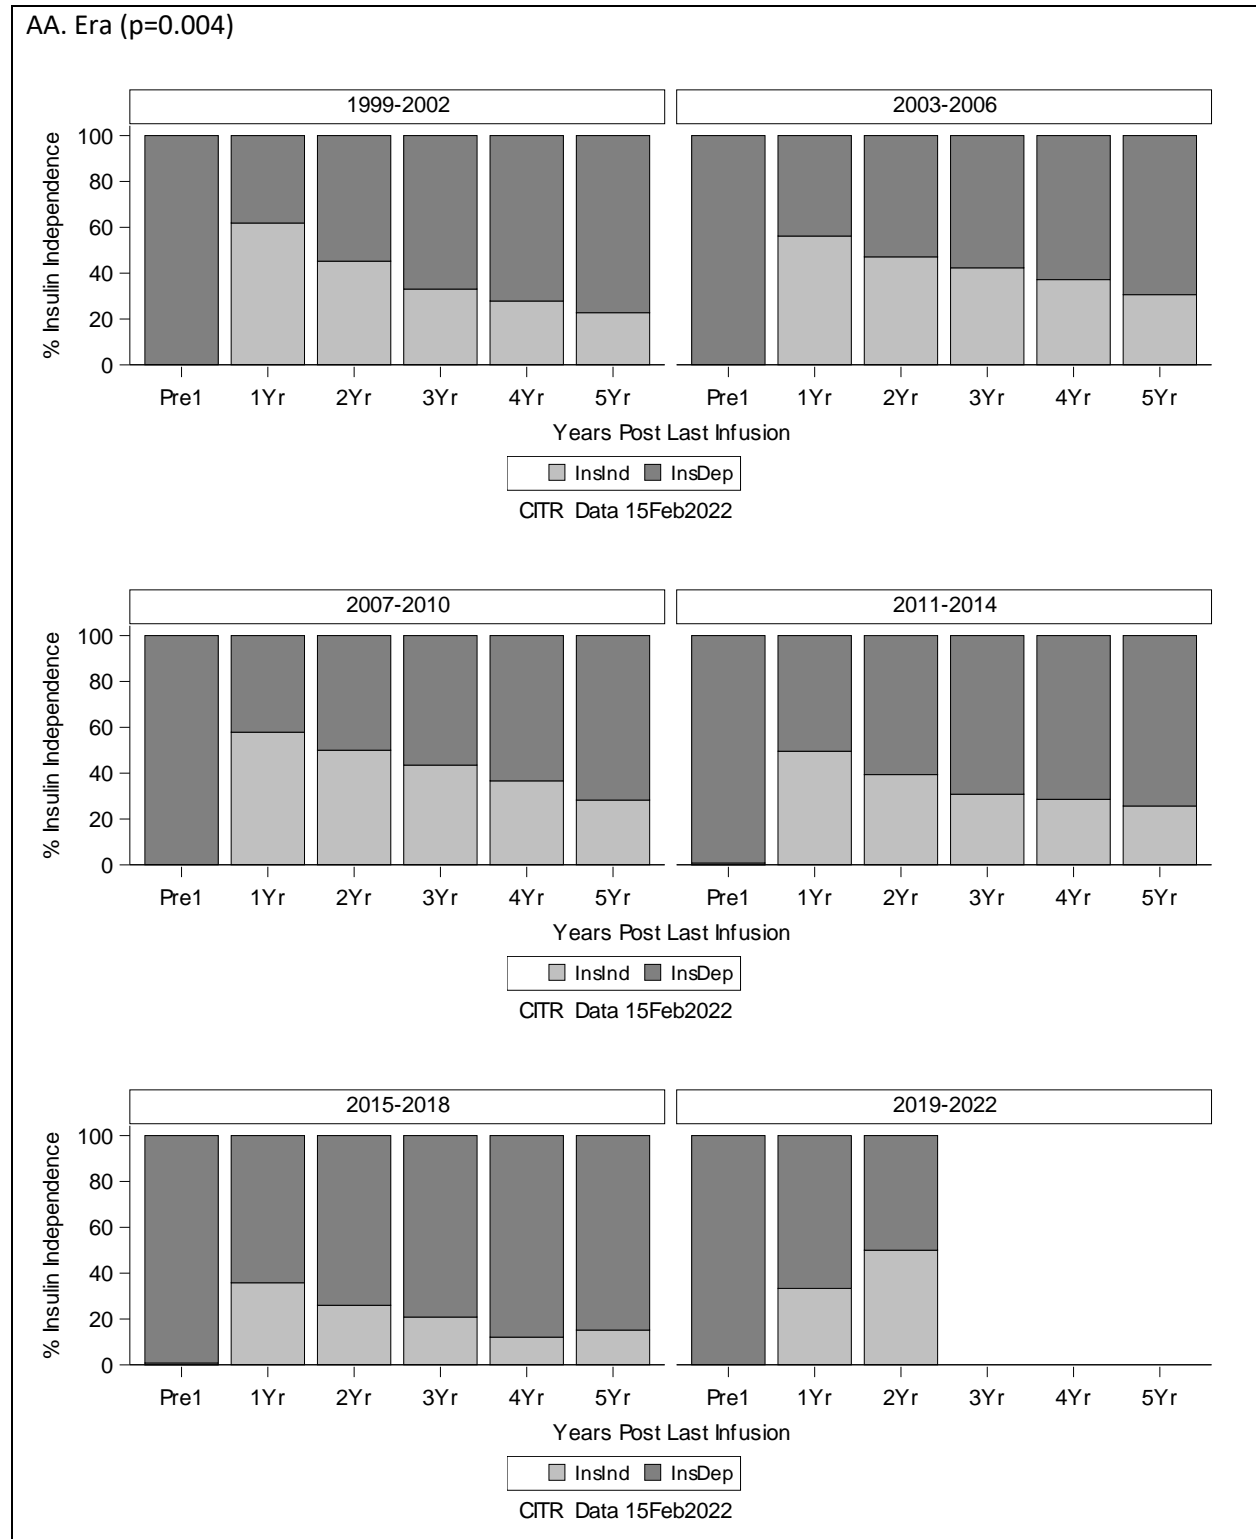 AA. Era (p=0.004)
1999-2002 2003-2006
% Insulin Independence
100
80
60
40
20
0
Pre1 1Yr 2Yr 3Yr 4Yr 5Yr Pre1 1Yr 2Yr 3Yr 4Yr 5Yr
Years Post Last Infusion
InsInd InsDep
CITR Data 15Feb2022
2007-2010 2011-2014
% Insulin Independence
100
80
60
40
20
0
Pre1 1Yr 2Yr 3Yr 4Yr 5Yr Pre1 1Yr 2Yr 3Yr 4Yr 5Yr
Years Post Last Infusion
InsInd InsDep
CITR Data 15Feb2022
2015-2018 2019-2022
% Insulin Independence
100
80
60
40
20
0
Pre1 1Yr 2Yr 3Yr 4Yr 5Yr Pre1 1Yr 2Yr 3Yr 4Yr 5Yr
Years Post Last Infusion
InsInd InsDep
CITR Data 15Feb2022